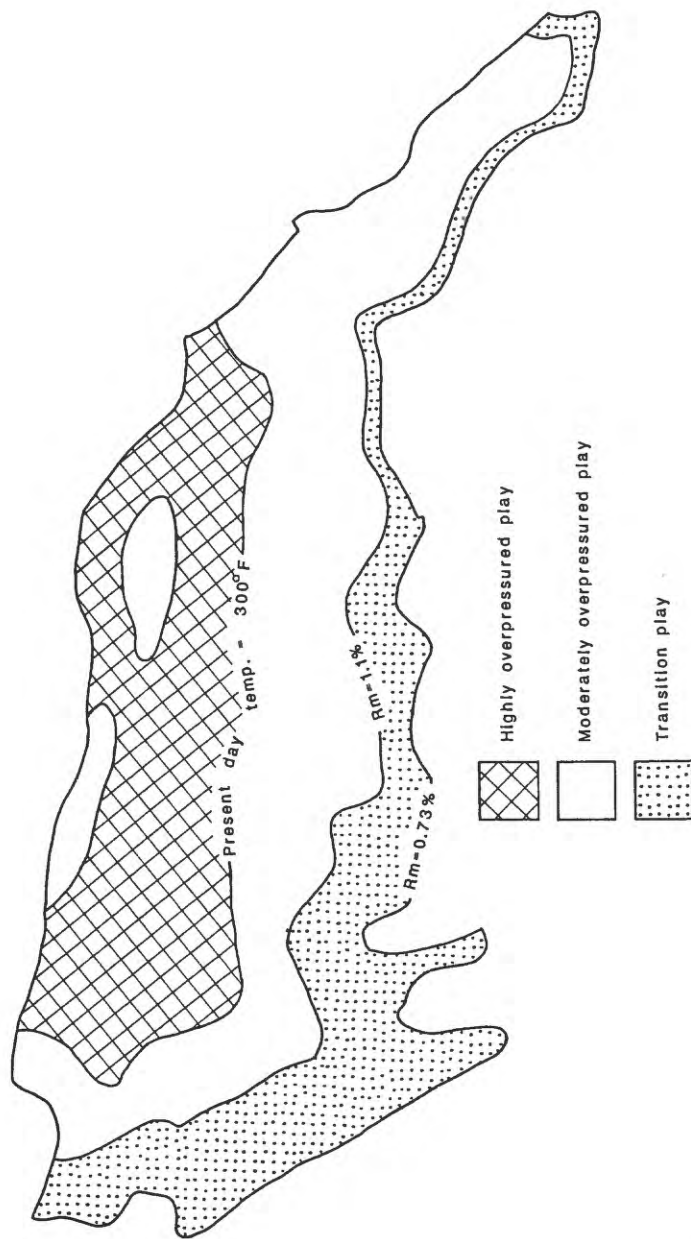 Present day temp. = 300°F
Rm=1.1%
Rm=0.73%
Highly overpressured play
Moderately overpressured play
Transition play